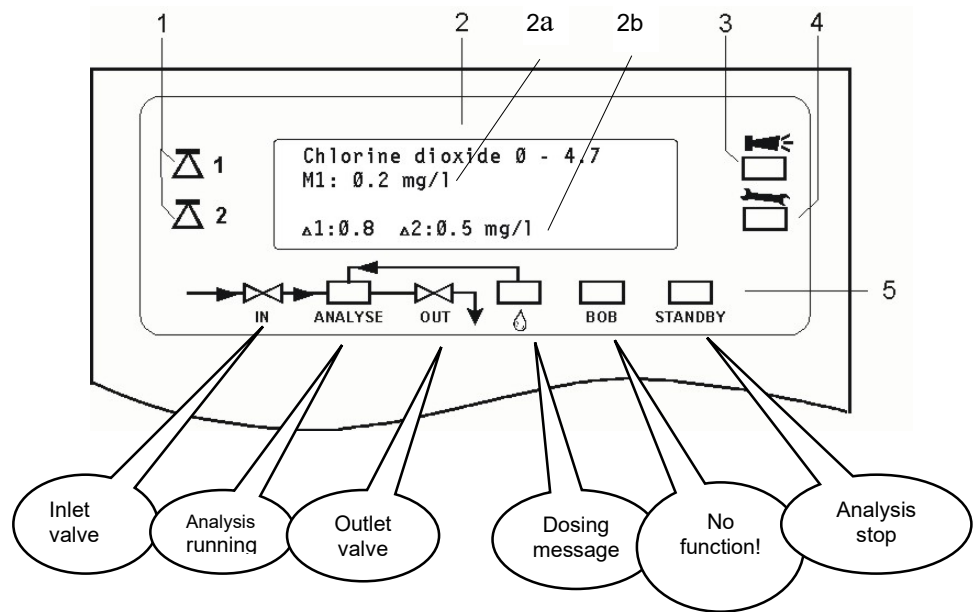 1
2
2a
2b
3
4
1
2
Chlorine dioxide Ø - 4.7
M1: Ø.2 mg/l
▵1:Ø.8 ▵2:Ø.5 mg/l
5
IN
ANALYSE
OUT
BOB
STANDBY
Inlet
valve
Analysis
running
Outlet
valve
Dosing
message
No
function!
Analysis
stop